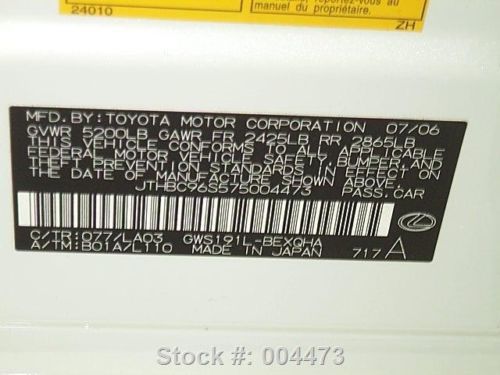 24010
manuel du propriétaire.
ZH
MFD.BY:TOYOTA MOTOR CORPORATION 07/06
GVWR 5200LB GAWR FR 2425LB RR 2865LB
THIS VEHICLE CONFORMS TO ALL APPLICABLE
FEDERAL MOTOR VEHICLE SAFETY, BUMPER, AND
THEFT PREVENTION STANDARDS IN EFFECT ON
THE DATE OF MANUFACTURE SHOWN ABOVE.
JTHBC96S575004473 PASS.CAR
C/TR:077/LA03 GWS191L-BEXQHA
A/TM:B01A/L110 MADE IN JAPAN 717 A
Stock #: 004473